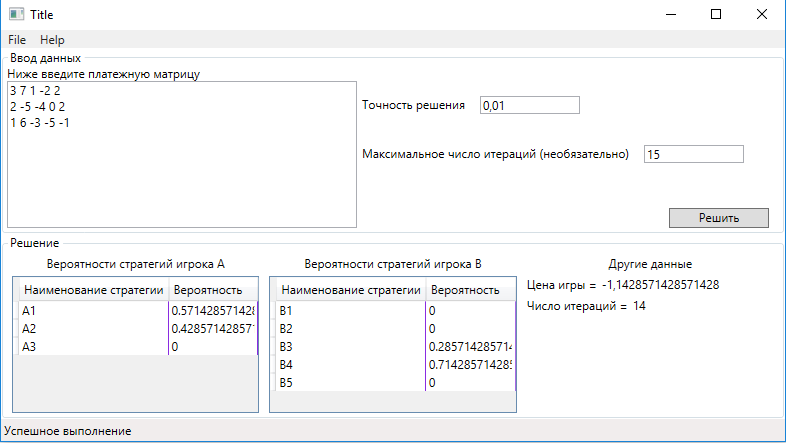 Title
File Help
Ввод данных
Ниже введите платежную матрицу
3 7 1 -2 2
2 -5 -4 0 2
1 6 -3 -5 -1
Точность решения 0,01
Максимальное число итераций (необязательно) 15
Решить
Решение
Вероятности стратегий игрока А
Наименование стратегии Вероятность
A1 0.571428571428
A2 0.428571428571
A3 0
Вероятности стратегий игрока В
Наименование стратегии Вероятность
B1 0
B2 0
B3 0.285714285714
B4 0.714285714285
B5 0
Другие данные
Цена игры = -1,1428571428571428
Число итераций = 14
Успешное выполнение